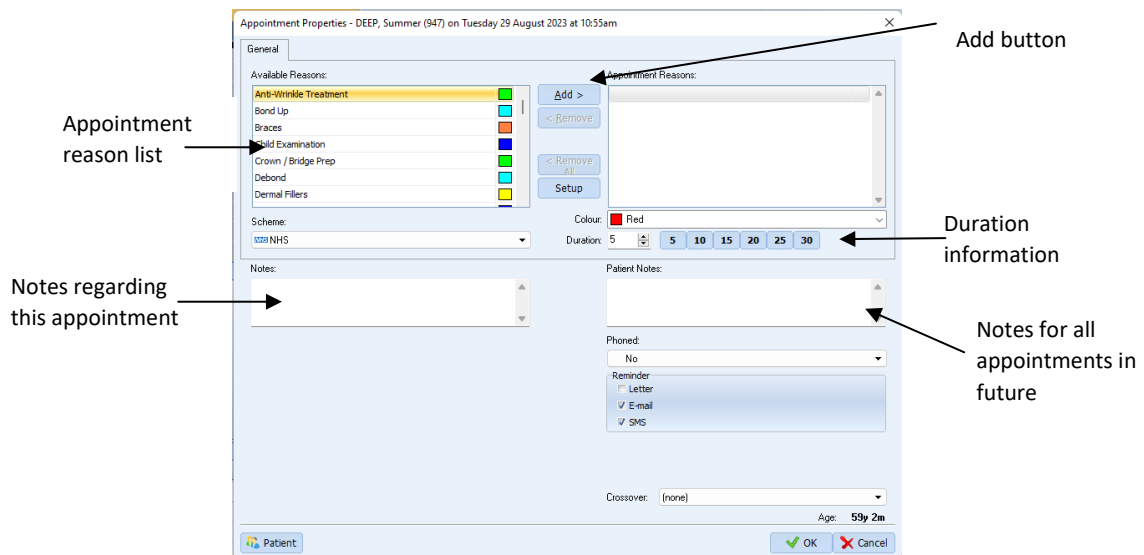 Appointment Properties - DEEP, Summer (947) on Tuesday 29 August 2023 at 10:55am
Add button
General
Available Reasons:
Appointment Reasons:
Anti-Wrinkle Treatment
Bond Up
Braces
Child Examination
Crown / Bridge Prep
Debond
Dermal Fillers
Add >
< Remove
< Remove
All
Setup
Appointment
reason list
Scheme:
NHS NHS
Colour: Red
Duration: 5 5 10 15 20 25 30
Duration
information
Notes:
Patient Notes:
Notes regarding
this appointment
Notes for all
appointments in
future
Phoned:
No
Reminder
Letter
E-mail
SMS
Crossover: (none)
Age: 59y 2m
Patient
OK
Cancel